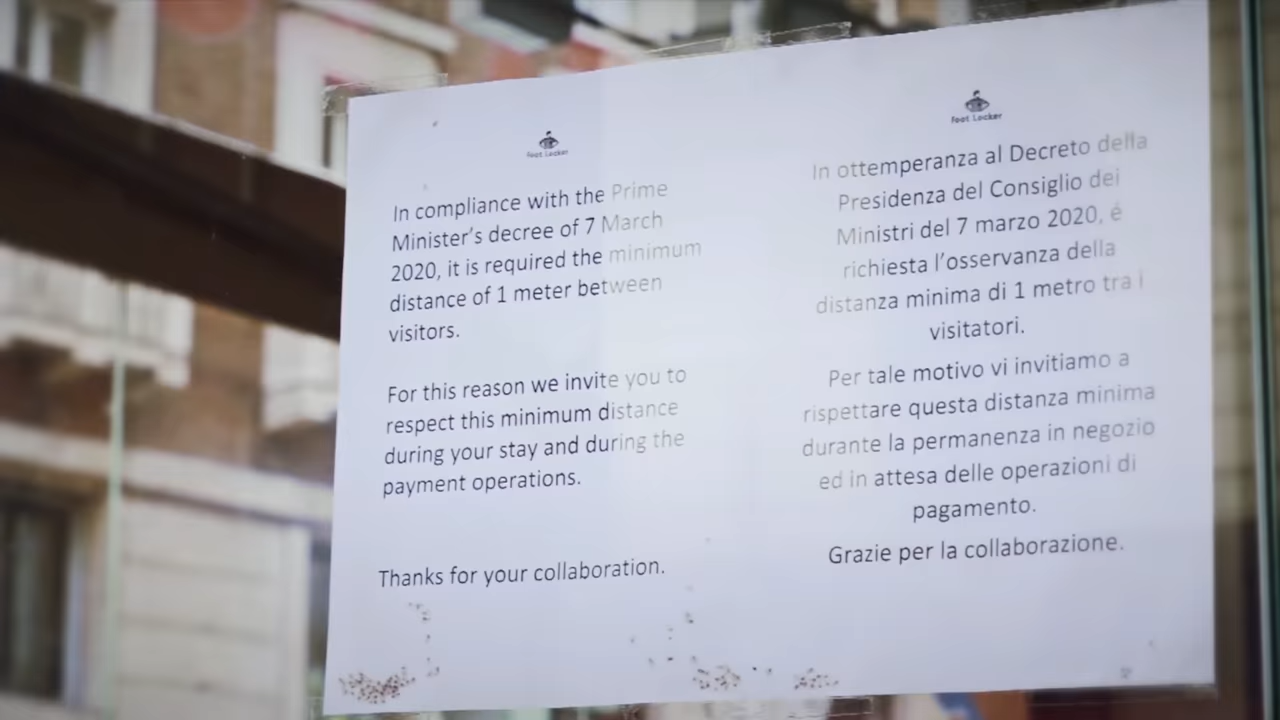 Foot Locker
In compliance with the Prime
Minister's decree of 7 March
2020, it is required the minimum
distance of 1 meter between
visitors.
For this reason we invite you to
respect this minimum distance
during your stay and during the
payment operations.
Thanks for your collaboration.
Foot Locker
In ottemperanza al Decreto della
Presidenza del Consiglio dei
Ministri del 7 marzo 2020, é
richiesta l'osservanza della
distanza minima di 1 metro tra i
visitatori.
Per tale motivo vi invitiamo a
rispettare questa distanza minima
durante la permanenza in negozio
ed in attesa delle operazioni di
pagamento.
Grazie per la collaborazione.